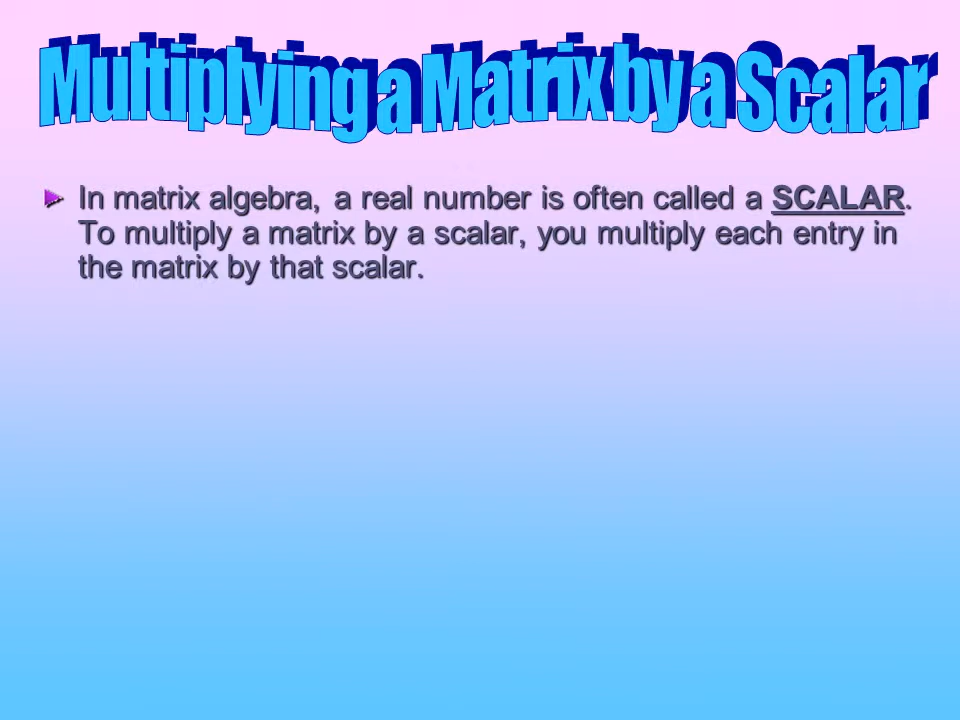 Multiplying a Matrix by a Scalar
In matrix algebra, a real number is often called a SCALAR.
To multiply a matrix by a scalar, you multiply each entry in
the matrix by that scalar.